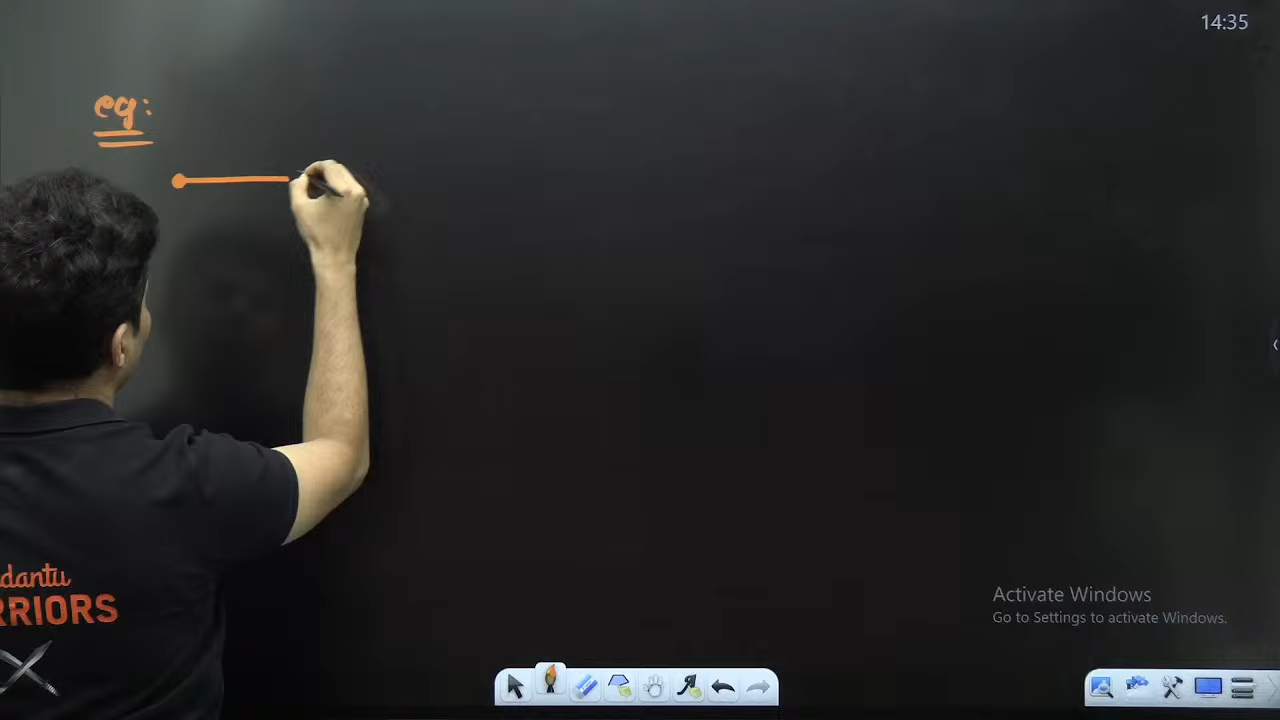 14:35
eg:
dantu
RRIORS
Activate Windows
Go to Settings to activate Windows.